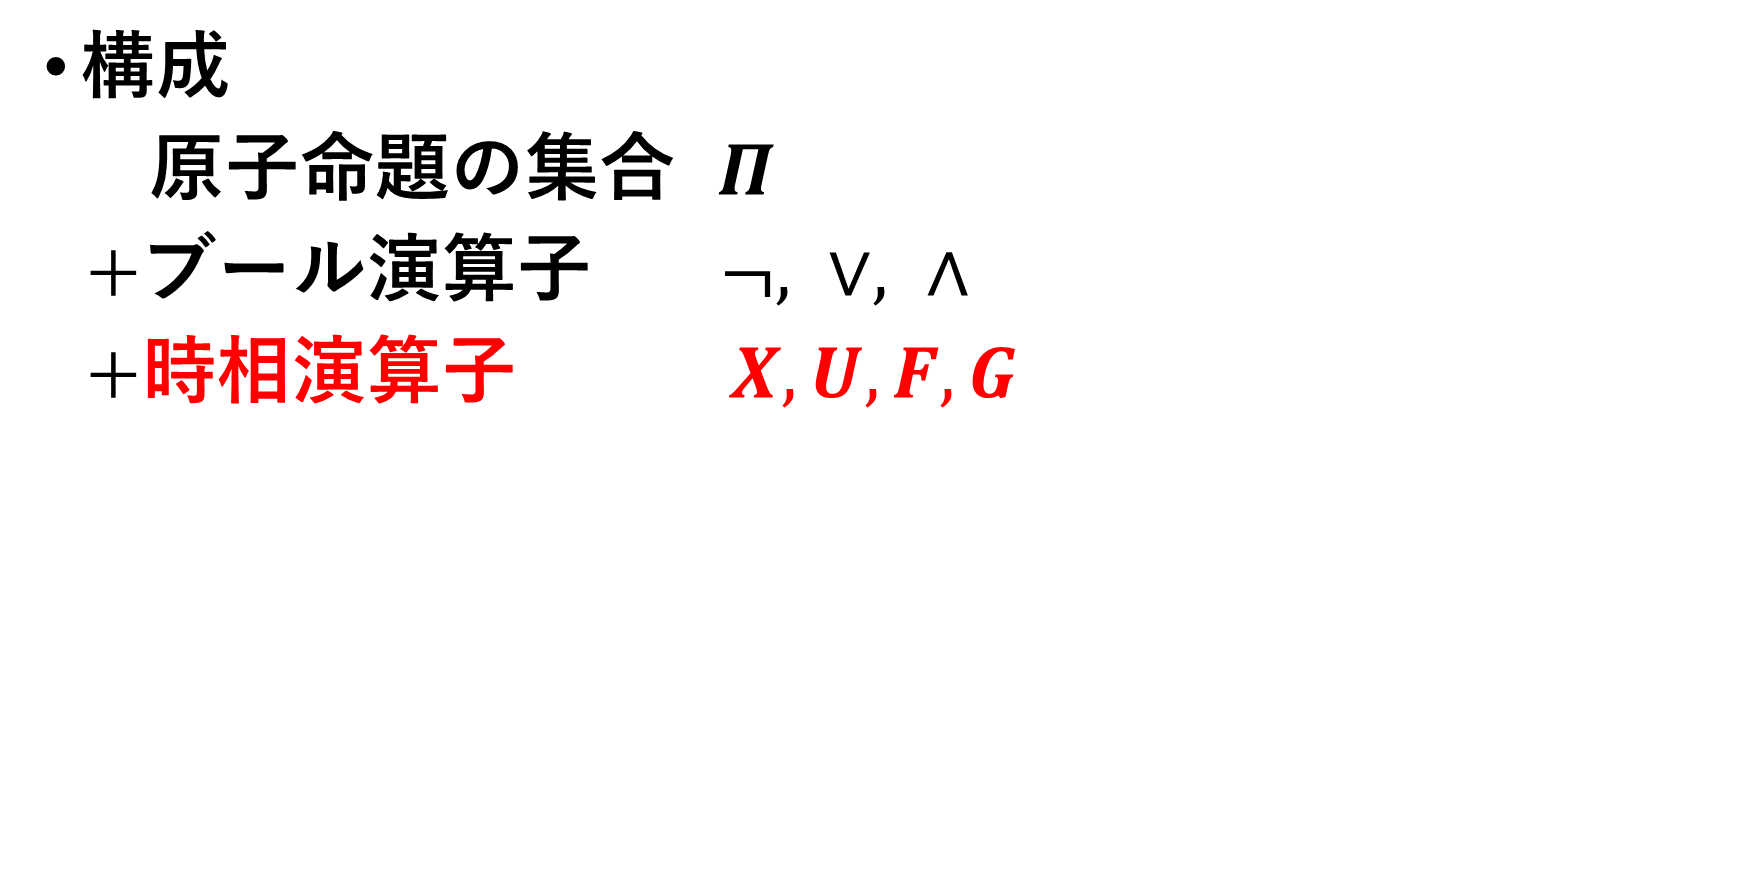 •構成
原子命題の集合 Π
＋ブール演算子 ¬, ∨, ∧
＋時相演算子 X, U, F, G